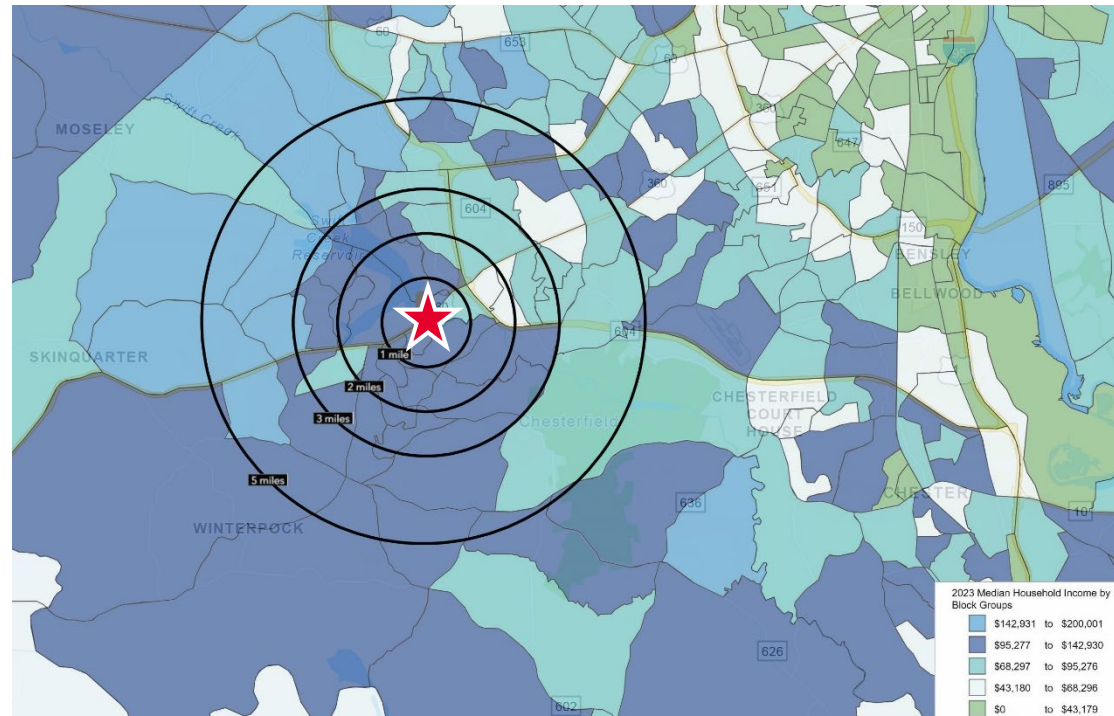 60
653
60
360
Swift Creek
MOSELEY
647
360
651
895
604
Swift
Creek
Reservoir
150
BENSLEY
BELLWOOD
SKINQUARTER
1 mile
604
2 miles
CHESTERFIELD
COURT
HOUSE
3 miles
Chesterfield
5 miles
CHESTER
636
10
WINTERPOCK
626
602
2023 Median Household Income by
Block Groups
$142,931 to $200,001
$95,277 to $142,930
$68,297 to $95,276
$43,180 to $68,296
$0 to $43,179